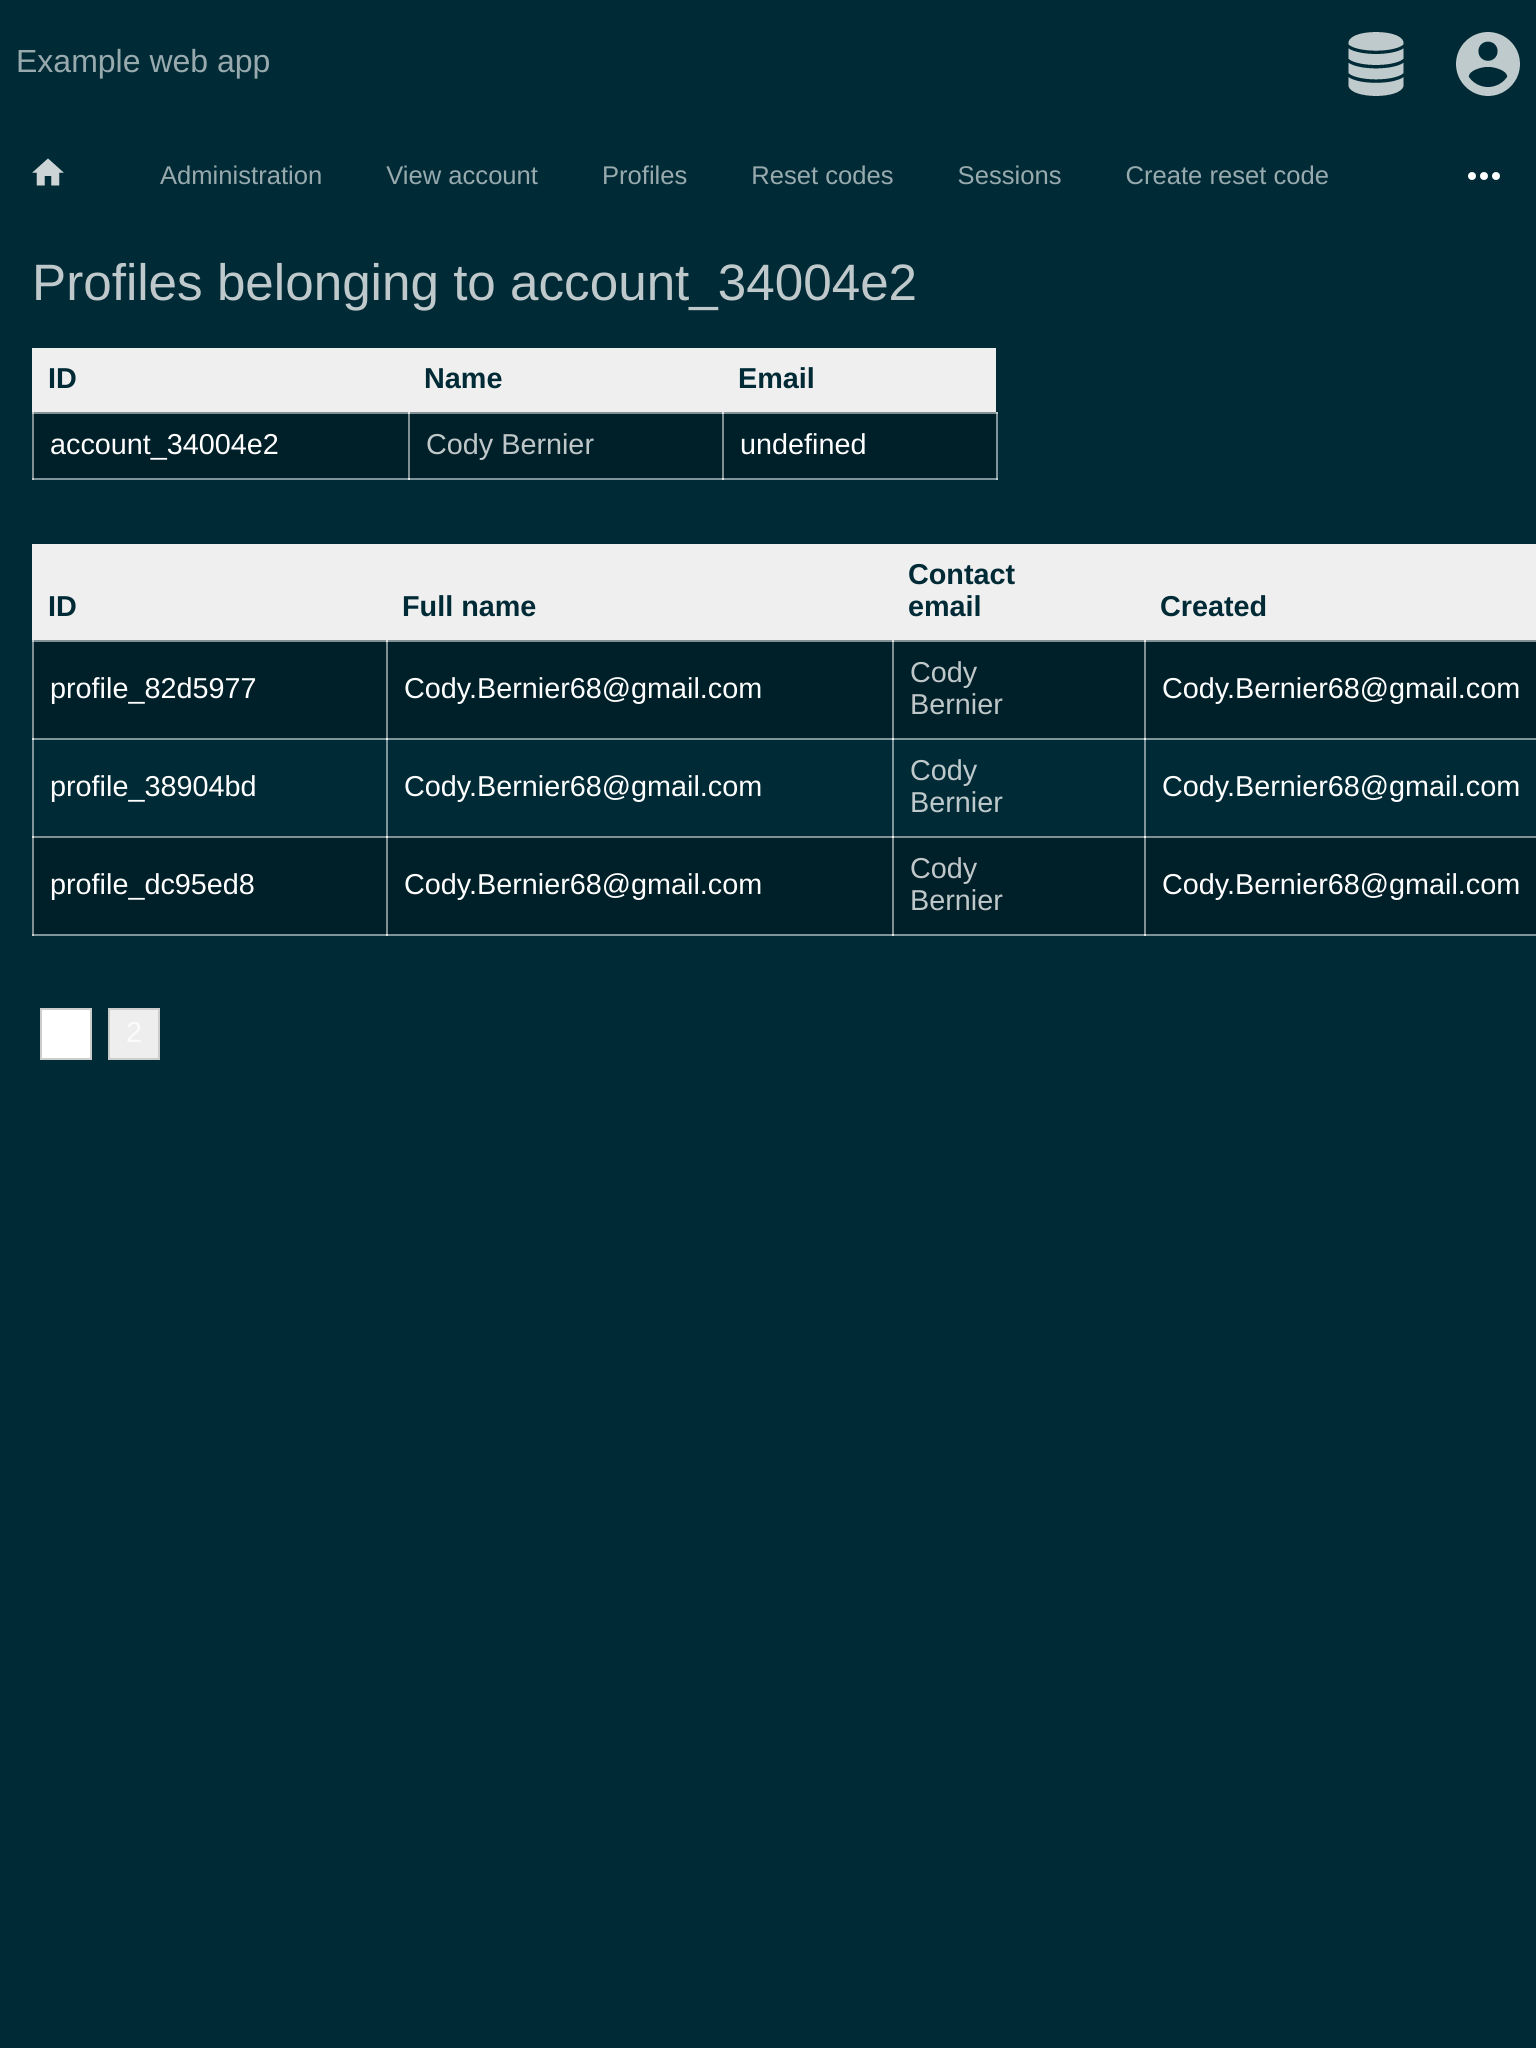 Example web app
Administration View account Profiles Reset codes Sessions Create reset code
Profiles belonging to account_34004e2
ID Name Email
account_34004e2 Cody Bernier undefined
Contact
ID Full name email Created
profile_82d5977 Cody.Bernier68@gmail.com Cody Bernier Cody.Bernier68@gmail.com
profile_38904bd Cody.Bernier68@gmail.com Cody Bernier Cody.Bernier68@gmail.com
profile_dc95ed8 Cody.Bernier68@gmail.com Cody Bernier Cody.Bernier68@gmail.com
2